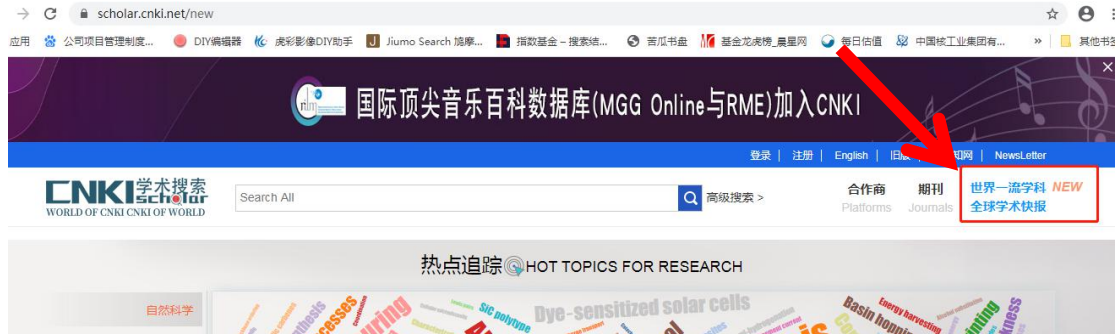 scholar.cnki.net/new
应用 公司项目管理制度... DIY编辑器 虎彩影像DIY助手 Jiumo Search 鸠摩... 指数基金 – 搜索结... 苦瓜书盘 基金龙虎榜_晨星网 每日估值 中国核工业集团有... » 其他书签
国际顶尖音乐百科数据库(MGG Online与RME)加入CNKI
登录 | 注册 | English | 旧版 | 知网 | NewsLetter
CNKI学术搜索
scholar
WORLD OF CNKI CNKI OF WORLD
Search All
高级搜索 >
合作商 期刊 世界一流学科 NEW
Platforms Journals 全球学术快报
热点追踪 HOT TOPICS FOR RESEARCH
自然科学
Sic polytype
Dye-sensitized solar cells
Basin hopping
Energy harvesting